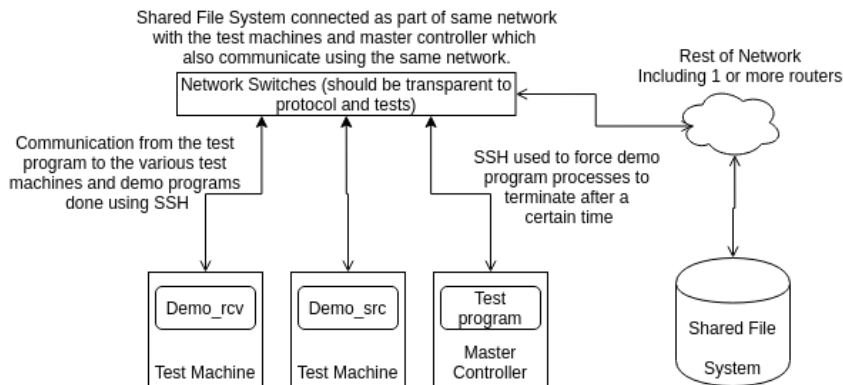 Shared File System connected as part of same network
with the test machines and master controller which
also communicate using the same network.
Rest of Network
Including 1 or more routers
Network Switches (should be transparent to
protocol and tests)
Communication from the test
program to the various test
machines and demo programs
done using SSH
SSH used to force demo
program processes to
terminate after a
certain time
Demo_rcv
Test Machine
Demo_src
Test Machine
Test
program
Master
Controller
Shared File
System